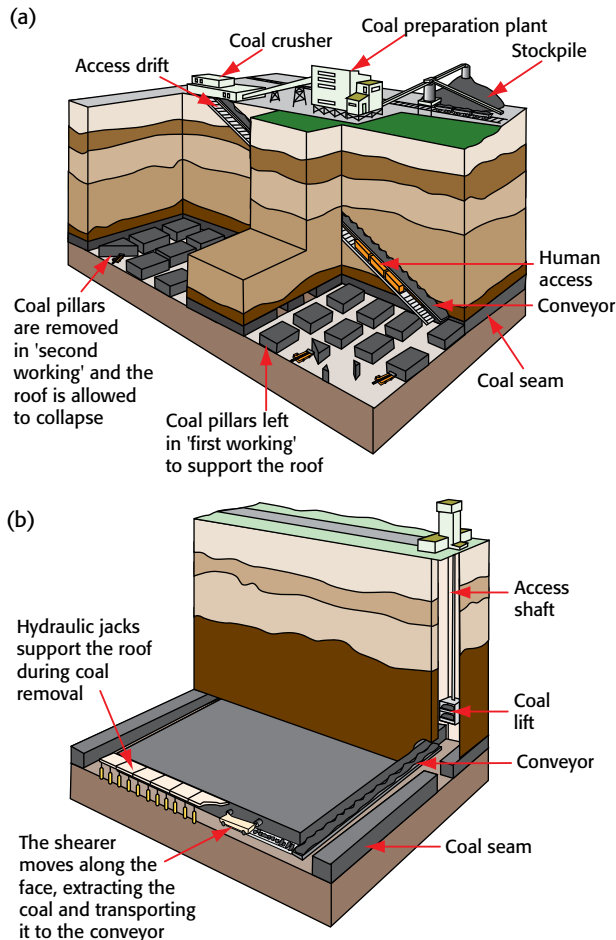 (a)
Coal crusher
Coal preparation plant
Access drift
Stockpile
Human
access
Conveyor
Coal seam
Coal pillars
are removed
in 'second
working' and the
roof is allowed
to collapse
Coal pillars left
in 'first working'
to support the roof
(b)
Access
shaft
Hydraulic jacks
support the roof
during coal
removal
Coal
lift
Conveyor
Coal seam
The shearer
moves along the
face, extracting the
coal and transporting
it to the conveyor